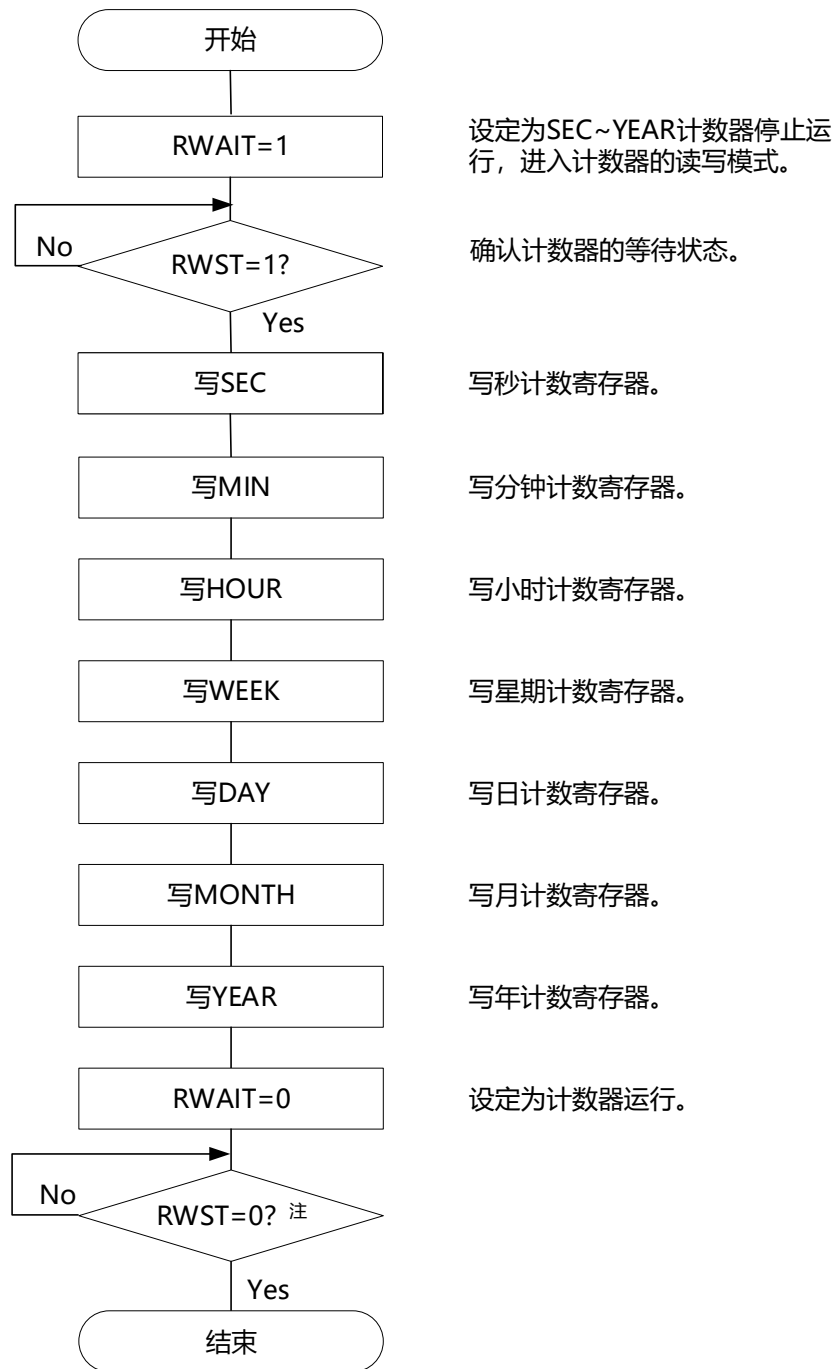 开始
RWAIT=1
设定为SEC~YEAR计数器停止运
行，进入计数器的读写模式。
No
RWST=1?
确认计数器的等待状态。
Yes
写SEC
写秒计数寄存器。
写MIN
写分钟计数寄存器。
写HOUR
写小时计数寄存器。
写WEEK
写星期计数寄存器。
写DAY
写日计数寄存器。
写MONTH
写月计数寄存器。
写YEAR
写年计数寄存器。
RWAIT=0
设定为计数器运行。
No
RWST=0? 注
Yes
结束